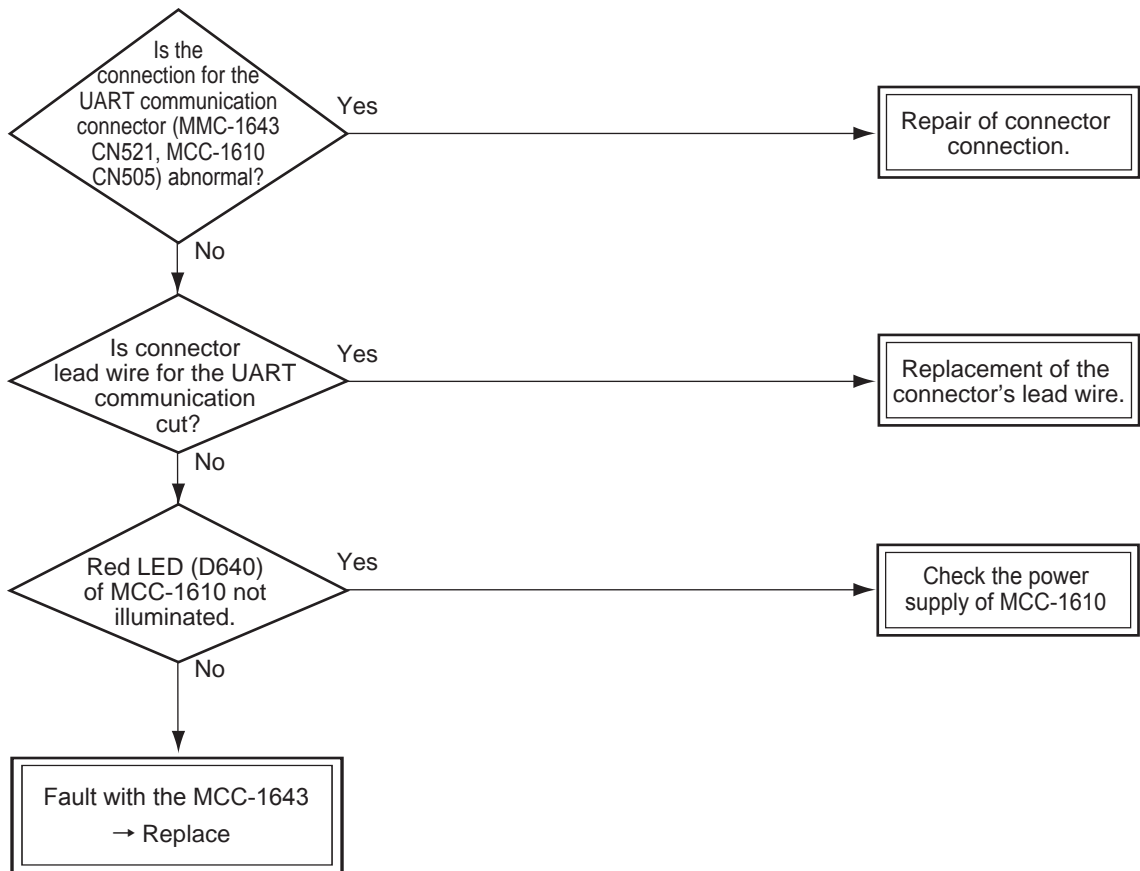 Is the
connection for the
UART communication
connector (MMC-1643
CN521, MCC-1610
CN505) abnormal?
Yes
Repair of connector
connection.
No
Is connector
lead wire for the UART
communication
cut?
Yes
Replacement of the
connector’s lead wire.
No
Red LED (D640)
of MCC-1610 not
illuminated.
Yes
Check the power
supply of MCC-1610
No
Fault with the MCC-1643
→ Replace